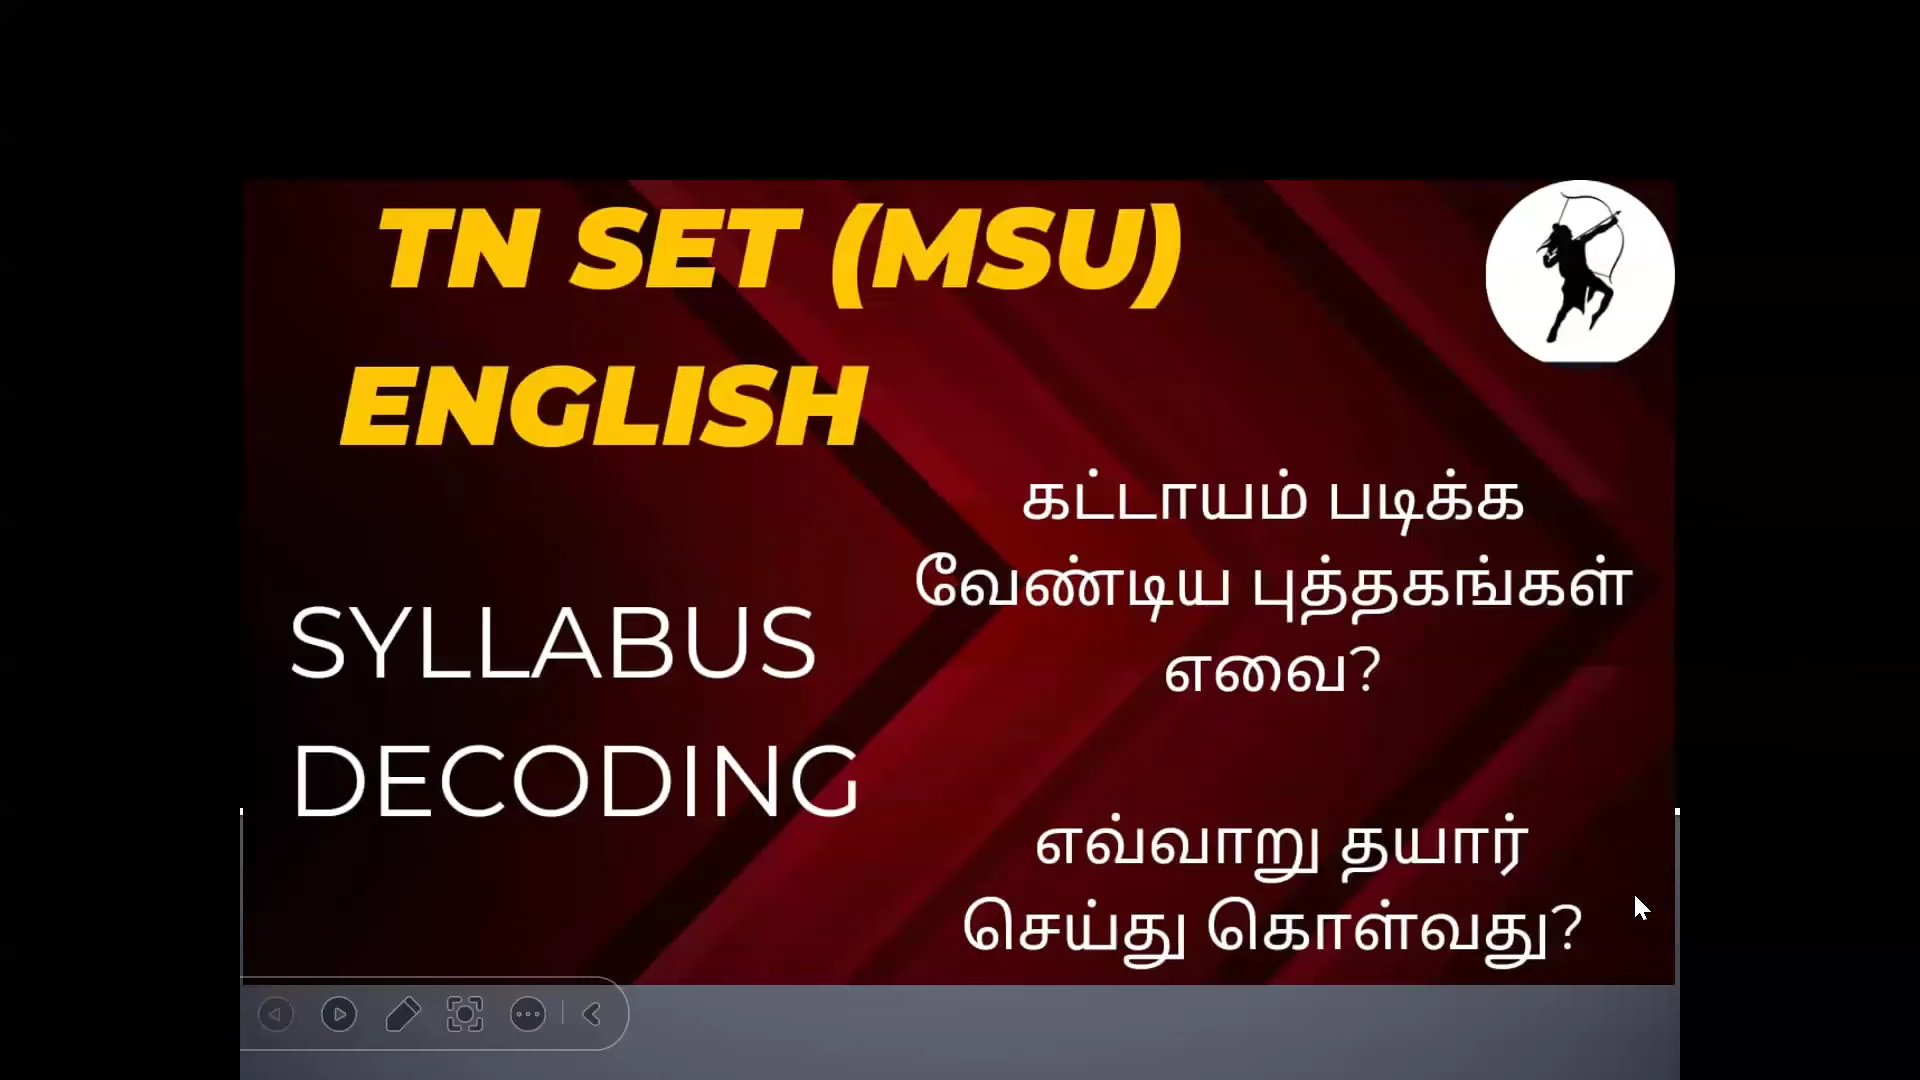 TN SET (MSU)
ENGLISH
SYLLABUS
DECODING
கட்டாயம் படிக்க
வேண்டிய புத்தகங்கள்
எவை?
எவ்வாறு தயார்
செய்து கொள்வது?